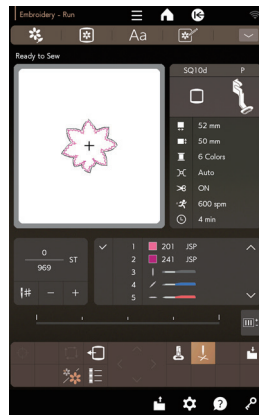 Embroidery - Run
Aa
Ready to Sew
SQ10d P
52 mm
50 mm
6 Colors
Auto
ON
600 spm
4 min
0
969
ST
1 201 JSP
2 241 JSP
3
4
5
− +
?